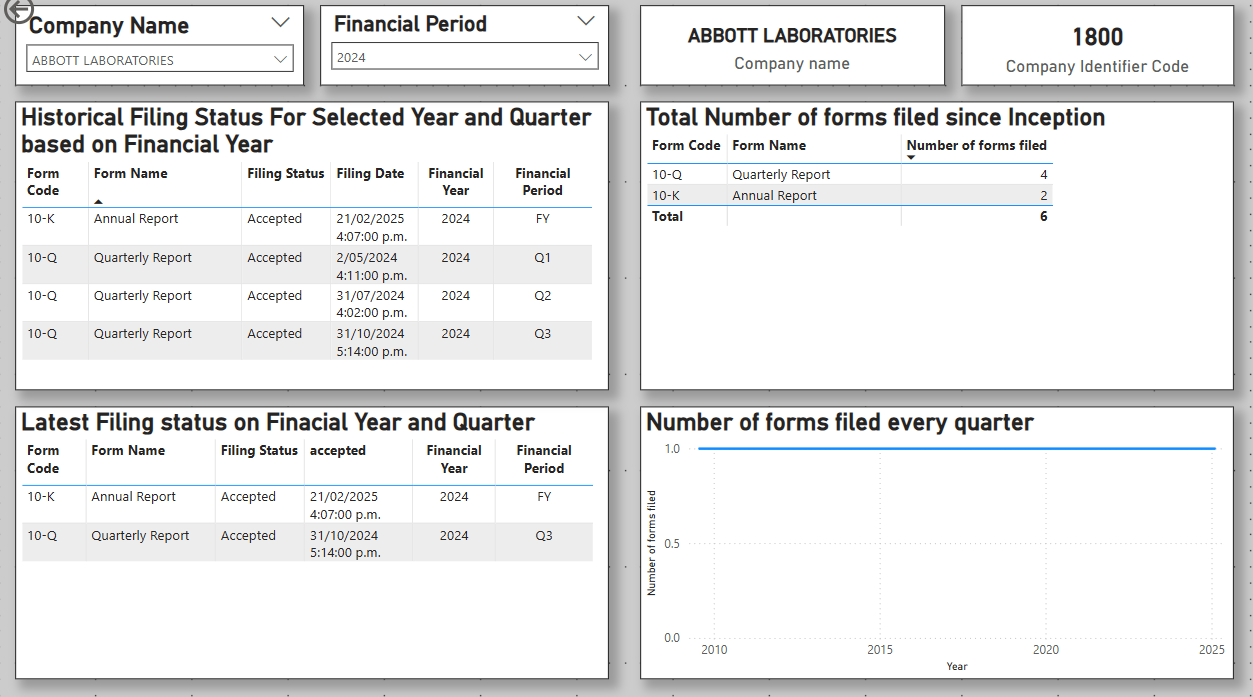 Company Name
ABBOTT LABORATORIES
Financial Period
2024
ABBOTT LABORATORIES
Company name
1800
Company Identifier Code
Historical Filing Status For Selected Year and Quarter
based on Financial Year
Form Code Form Name Filing Status Filing Date Financial Year Financial Period
10-K Annual Report Accepted 21/02/2025 4:07:00 p.m. 2024 FY
10-Q Quarterly Report Accepted 2/05/2024 4:11:00 p.m. 2024 Q1
10-Q Quarterly Report Accepted 31/07/2024 4:02:00 p.m. 2024 Q2
10-Q Quarterly Report Accepted 31/10/2024 5:14:00 p.m. 2024 Q3
Total Number of forms filed since Inception
Form Code Form Name Number of forms filed
10-Q Quarterly Report 4
10-K Annual Report 2
Total 6
Latest Filing status on Finacial Year and Quarter
Form Code Form Name Filing Status accepted Financial Year Financial Period
10-K Annual Report Accepted 21/02/2025 4:07:00 p.m. 2024 FY
10-Q Quarterly Report Accepted 31/10/2024 5:14:00 p.m. 2024 Q3
Number of forms filed every quarter
Number of forms filed
1.0
0.5
0.0
2010 2015 2020 2025
Year